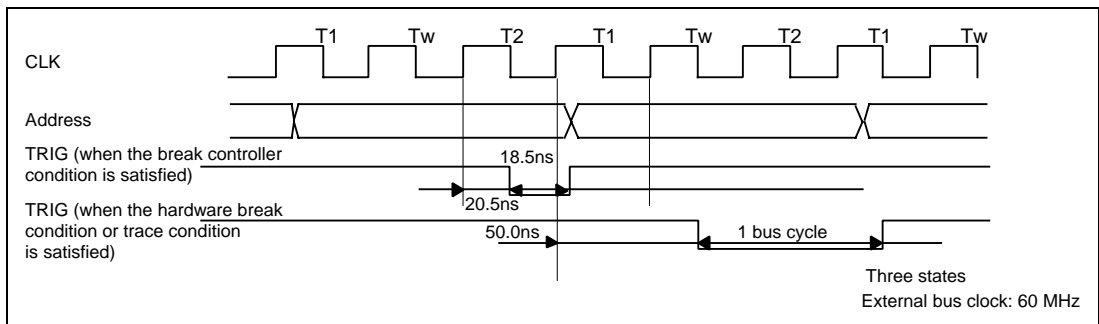 T1 Tw T2 T1 Tw T2 T1 Tw
CLK
Address
TRIG (when the break controller
condition is satisfied)
18.5ns
20.5ns
TRIG (when the hardware break
condition or trace condition
is satisfied)
50.0ns
1 bus cycle
Three states
External bus clock: 60 MHz